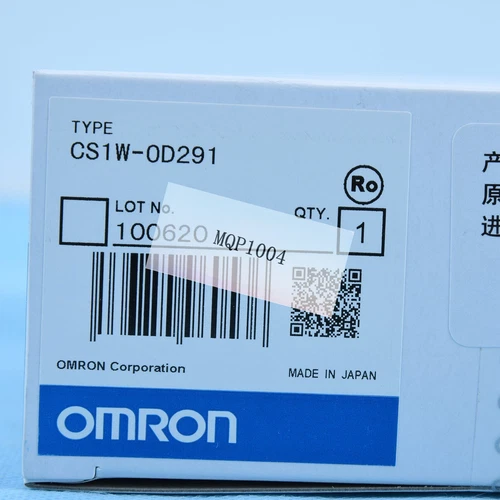 TYPE
CS1W-OD291
Ro
LOT No.
100620
QTY.
1
MQP1004
OMRON Corporation
MADE IN JAPAN
OMRON
产
原
进